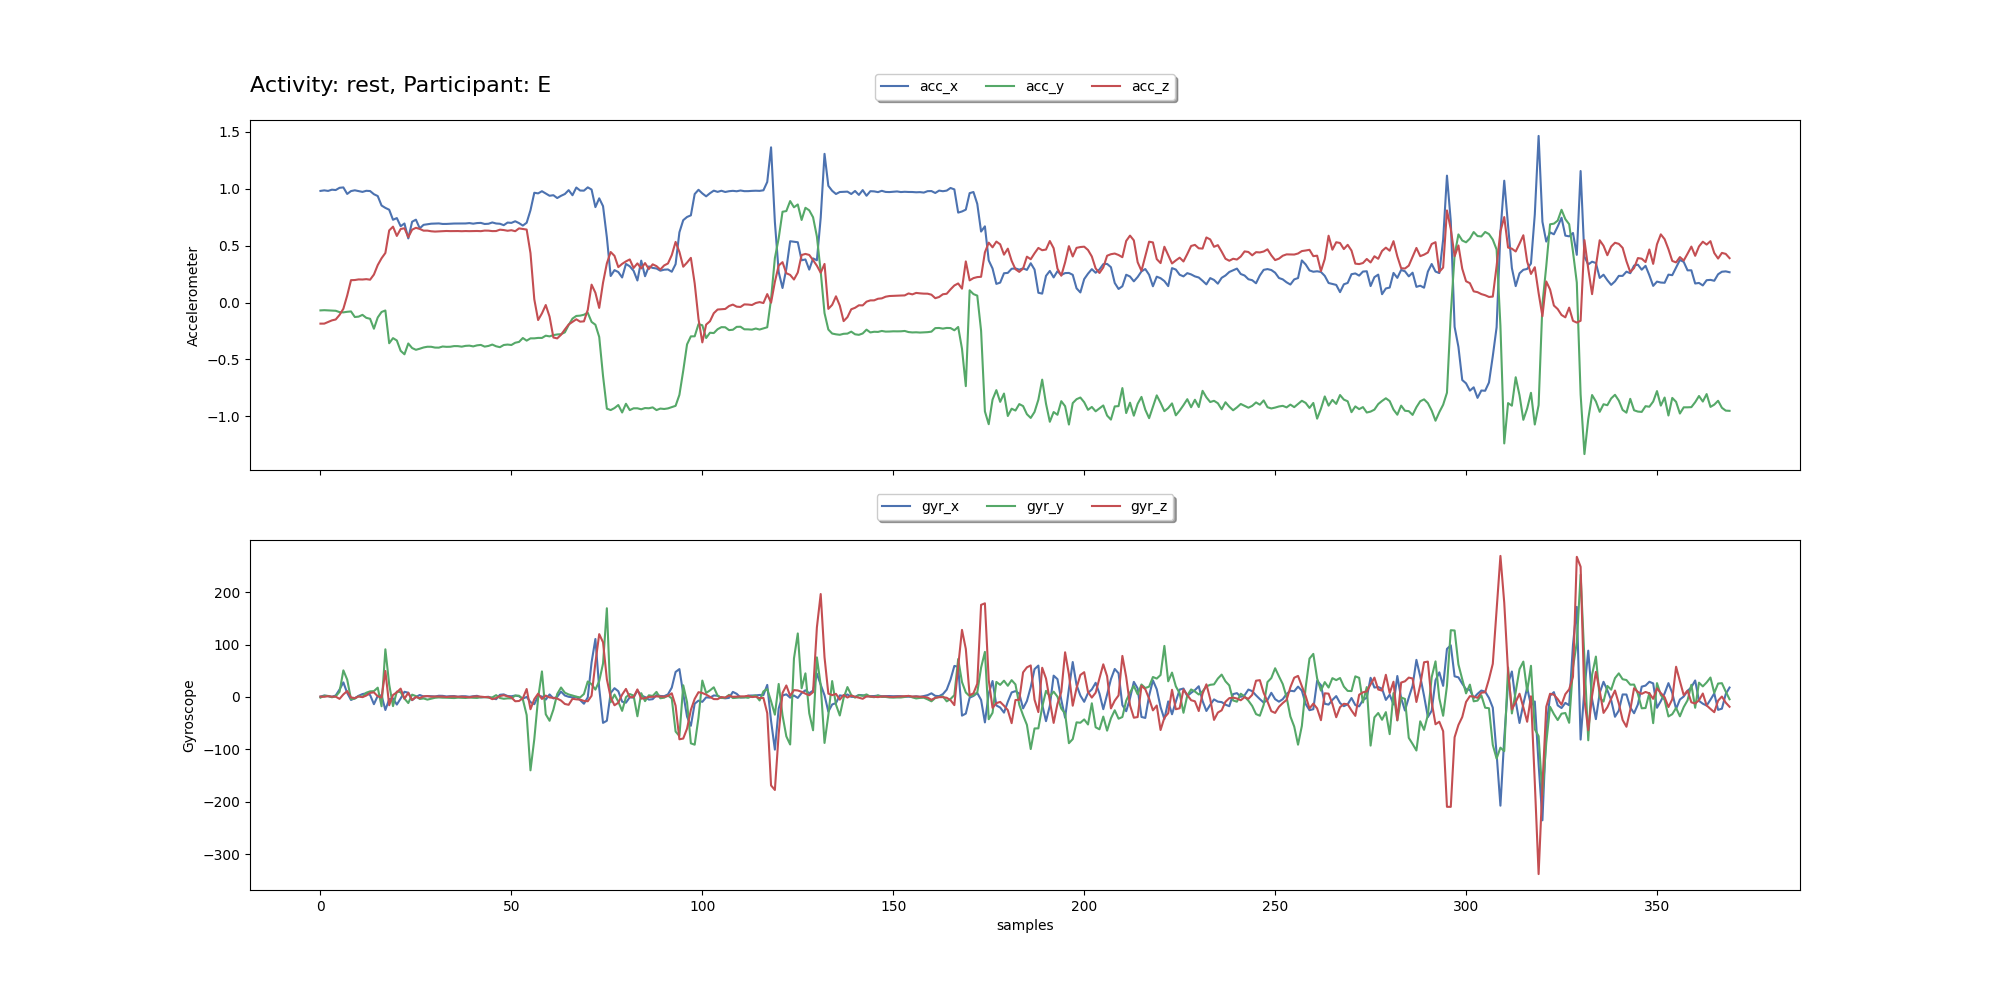 Activity: rest, Participant: E
acc_x acc_y acc_z
1.5
1.0
0.5
0.0
−0.5
−1.0
Accelerometer
gyr_x gyr_y gyr_z
200
100
0
−100
−200
−300
Gyroscope
0 50 100 150 200 250 300 350
samples